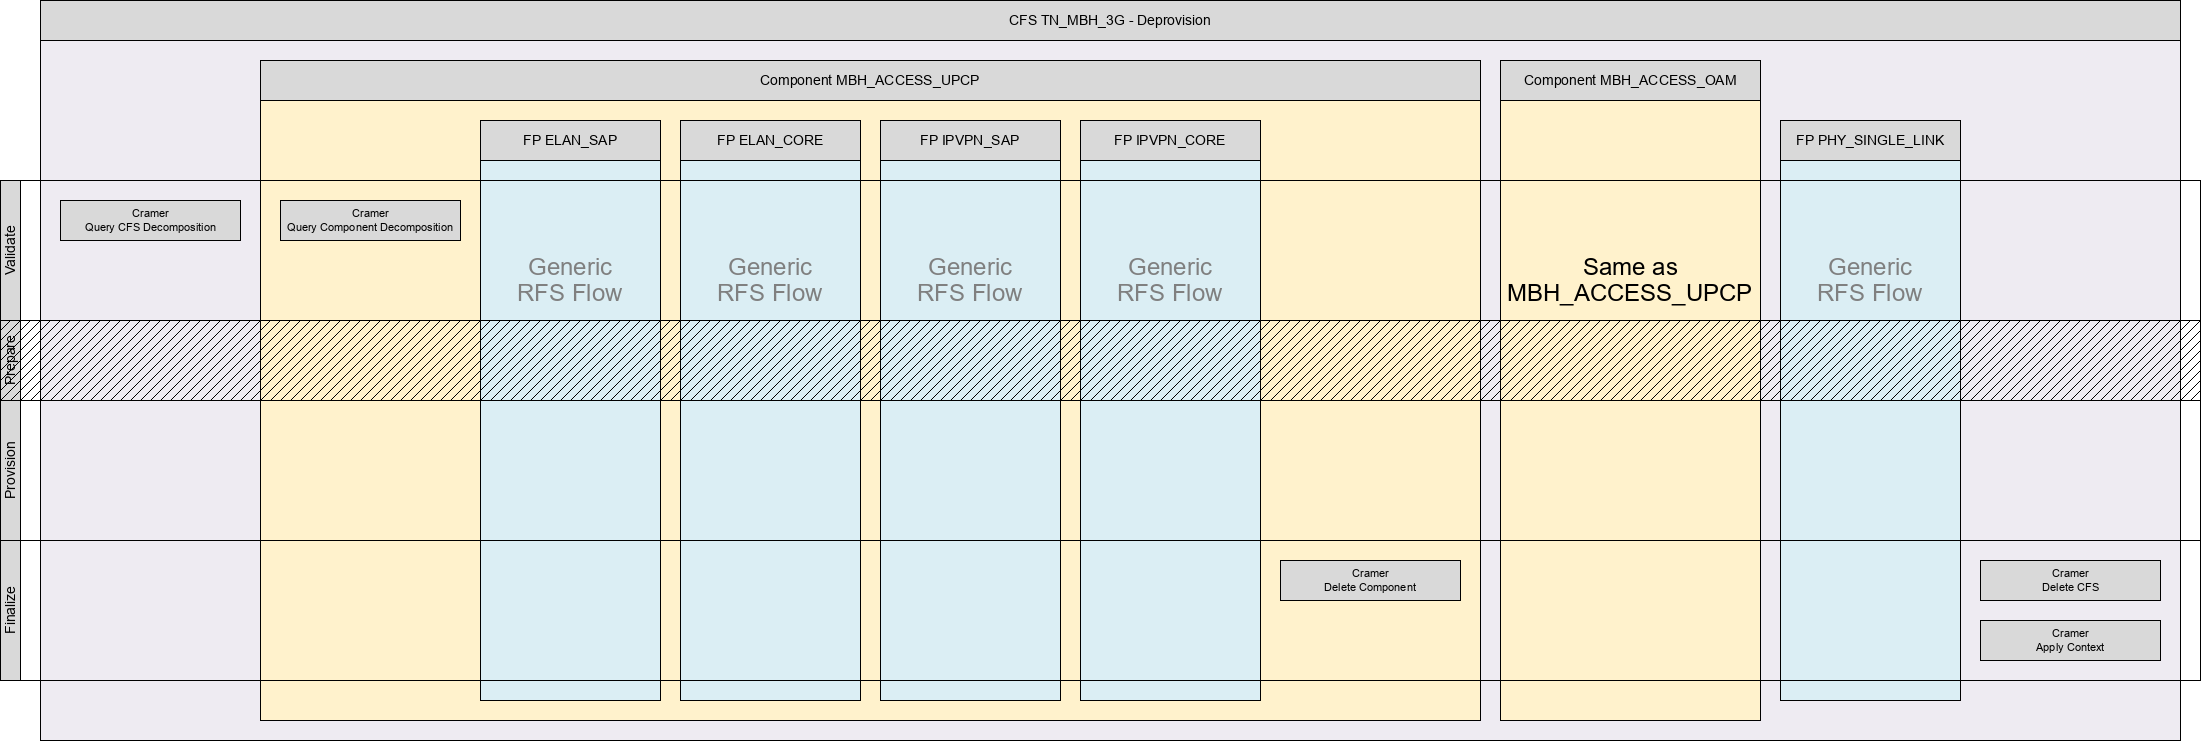 CFS TN_MBH_3G - Deprovision
Component MBH_ACCESS_UPCP
Component MBH_ACCESS_OAM
FP ELAN_SAP
FP ELAN_CORE
FP IPVPN_SAP
FP IPVPN_CORE
FP PHY_SINGLE_LINK
Validate
Cramer
Query CFS Decomposition
Cramer
Query Component Decomposition
Generic
RFS Flow
Generic
RFS Flow
Generic
RFS Flow
Generic
RFS Flow
Same as
MBH_ACCESS_UPCP
Generic
RFS Flow
Prepare
Provision
Finalize
Cramer
Delete Component
Cramer
Delete CFS
Cramer
Apply Context